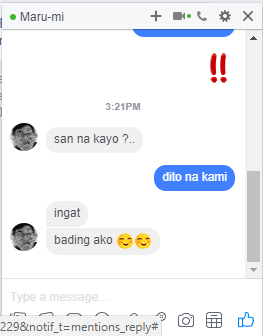 Maru-mi
‼
3:21PM
san na kayo ?..
dito na kami
ingat
bading ako 😊😊
Type a message...
229&notif_t=mentions_reply#